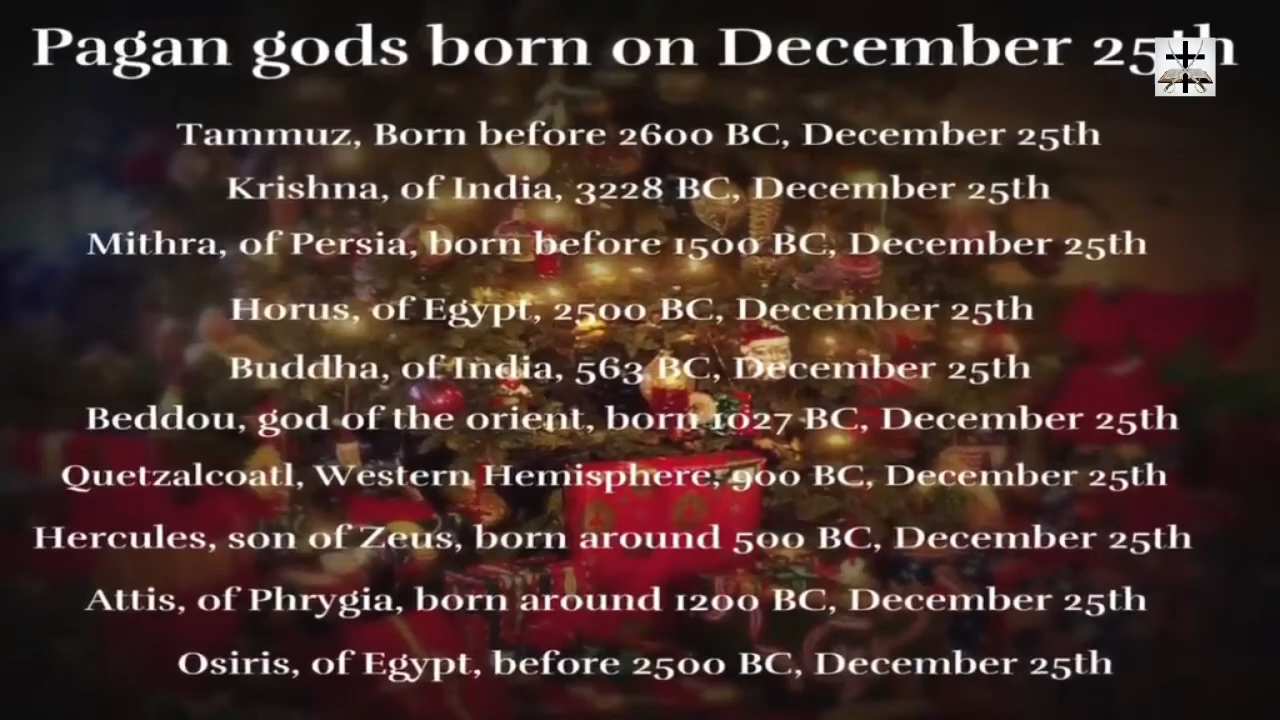 Pagan gods born on December 25th
Tammuz, Born before 2600 BC, December 25th
Krishna, of India, 3228 BC, December 25th
Mithra, of Persia, born before 1500 BC, December 25th
Horus, of Egypt, 2500 BC, December 25th
Buddha, of India, 563 BC, December 25th
Beddou, god of the orient, born 1027 BC, December 25th
Quetzalcoatl, Western Hemisphere, 900 BC, December 25th
Hercules, son of Zeus, born around 500 BC, December 25th
Attis, of Phrygia, born around 1200 BC, December 25th
Osiris, of Egypt, before 2500 BC, December 25th